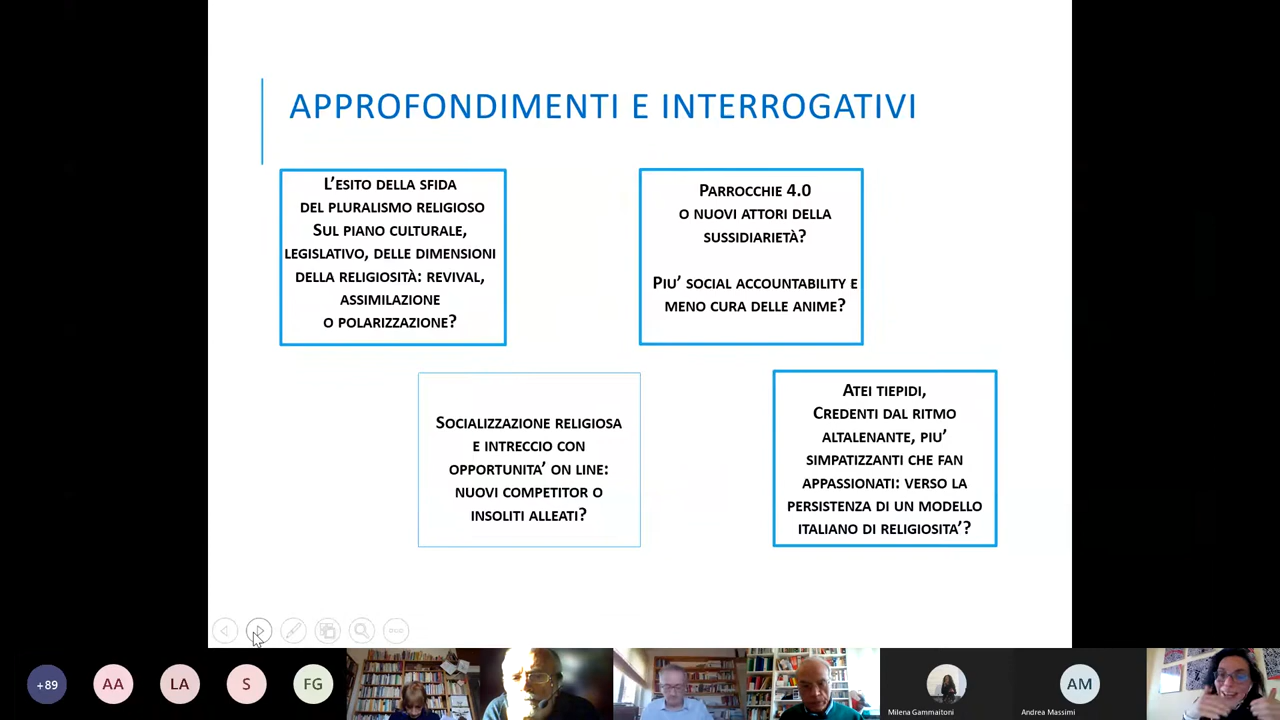 APPROFONDIMENTI E INTERROGATIVI
L’ESITO DELLA SFIDA
DEL PLURALISMO RELIGIOSO
SUL PIANO CULTURALE,
LEGISLATIVO, DELLE DIMENSIONI
DELLA RELIGIOSITÀ: REVIVAL,
ASSIMILAZIONE
O POLARIZZAZIONE?
PARROCCHIE 4.0
O NUOVI ATTORI DELLA
SUSSIDIARIETÀ?
PIU’ SOCIAL ACCOUNTABILITY E
MENO CURA DELLE ANIME?
SOCIALIZZAZIONE RELIGIOSA
E INTRECCIO CON
OPPORTUNITA’ ON LINE:
NUOVI COMPETITOR O
INSOLITI ALLEATI?
ATEI TIEPIDI,
CREDENTI DAL RITMO
ALTALENANTE, PIU’
SIMPATIZZANTI CHE FAN
APPASSIONATI: VERSO LA
PERSISTENZA DI UN MODELLO
ITALIANO DI RELIGIOSITA’?
+89
AA
LA
S
FG
AM
Milena Gammaitoni
Andrea Massimi